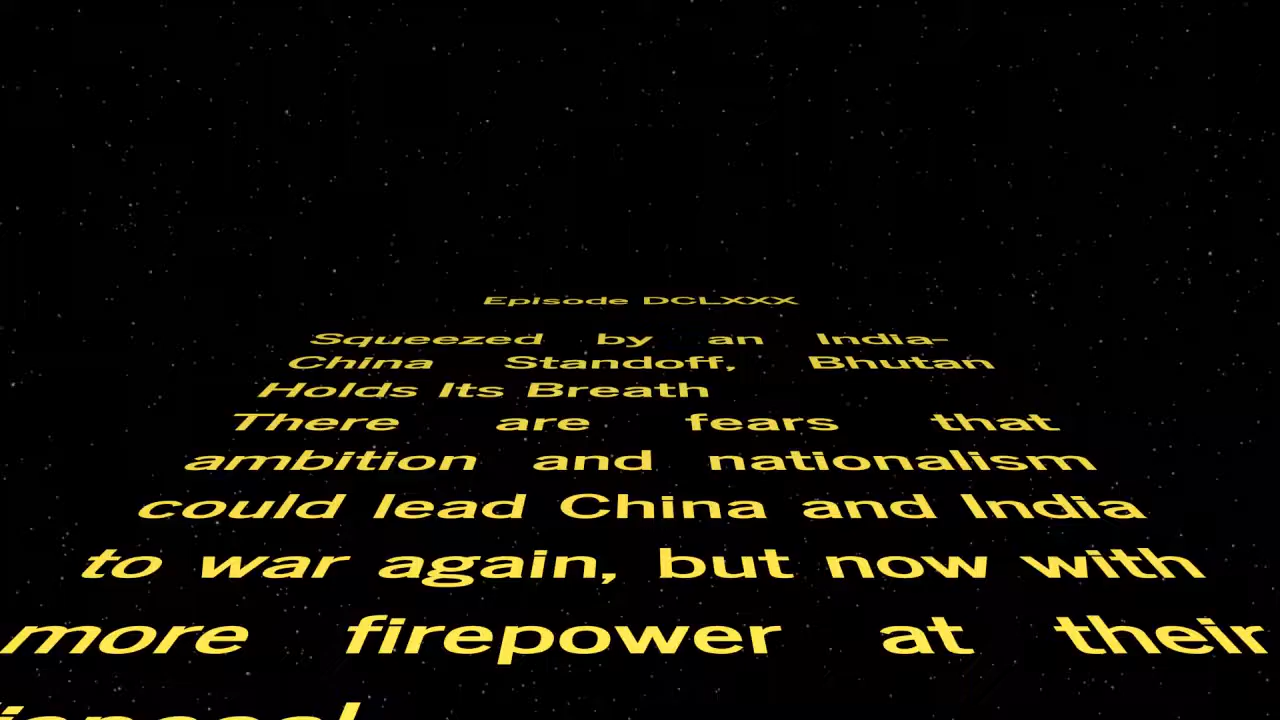 Episode DCLXXX
Squeezed by an India-
China Standoff, Bhutan
Holds Its Breath
There are fears that
ambition and nationalism
could lead China and India
to war again, but now with
more firepower at their